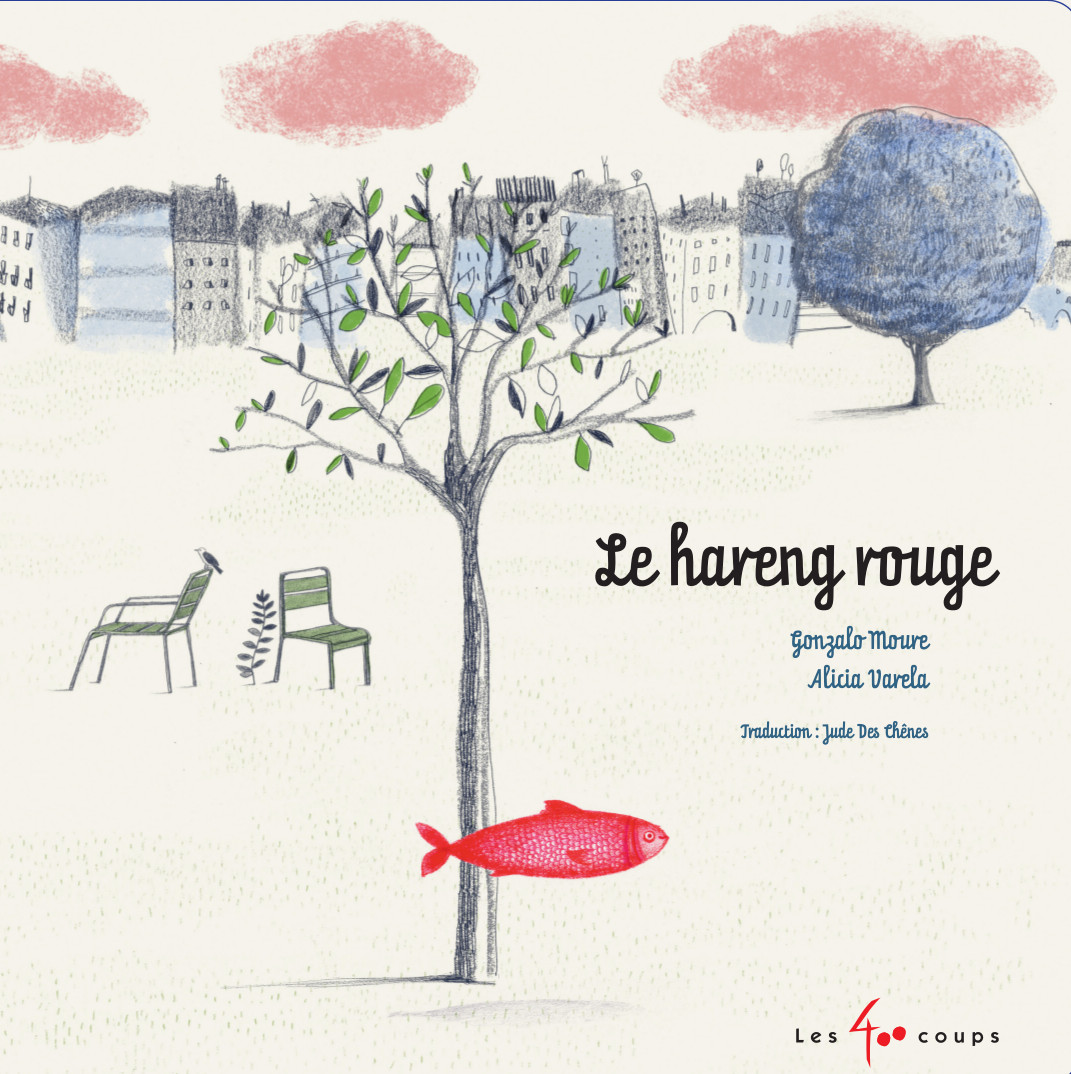 Le hareng rouge
Gonzalo Moure
Alicia Varela
Traduction : Jude Des Chênes
Les 400 coups